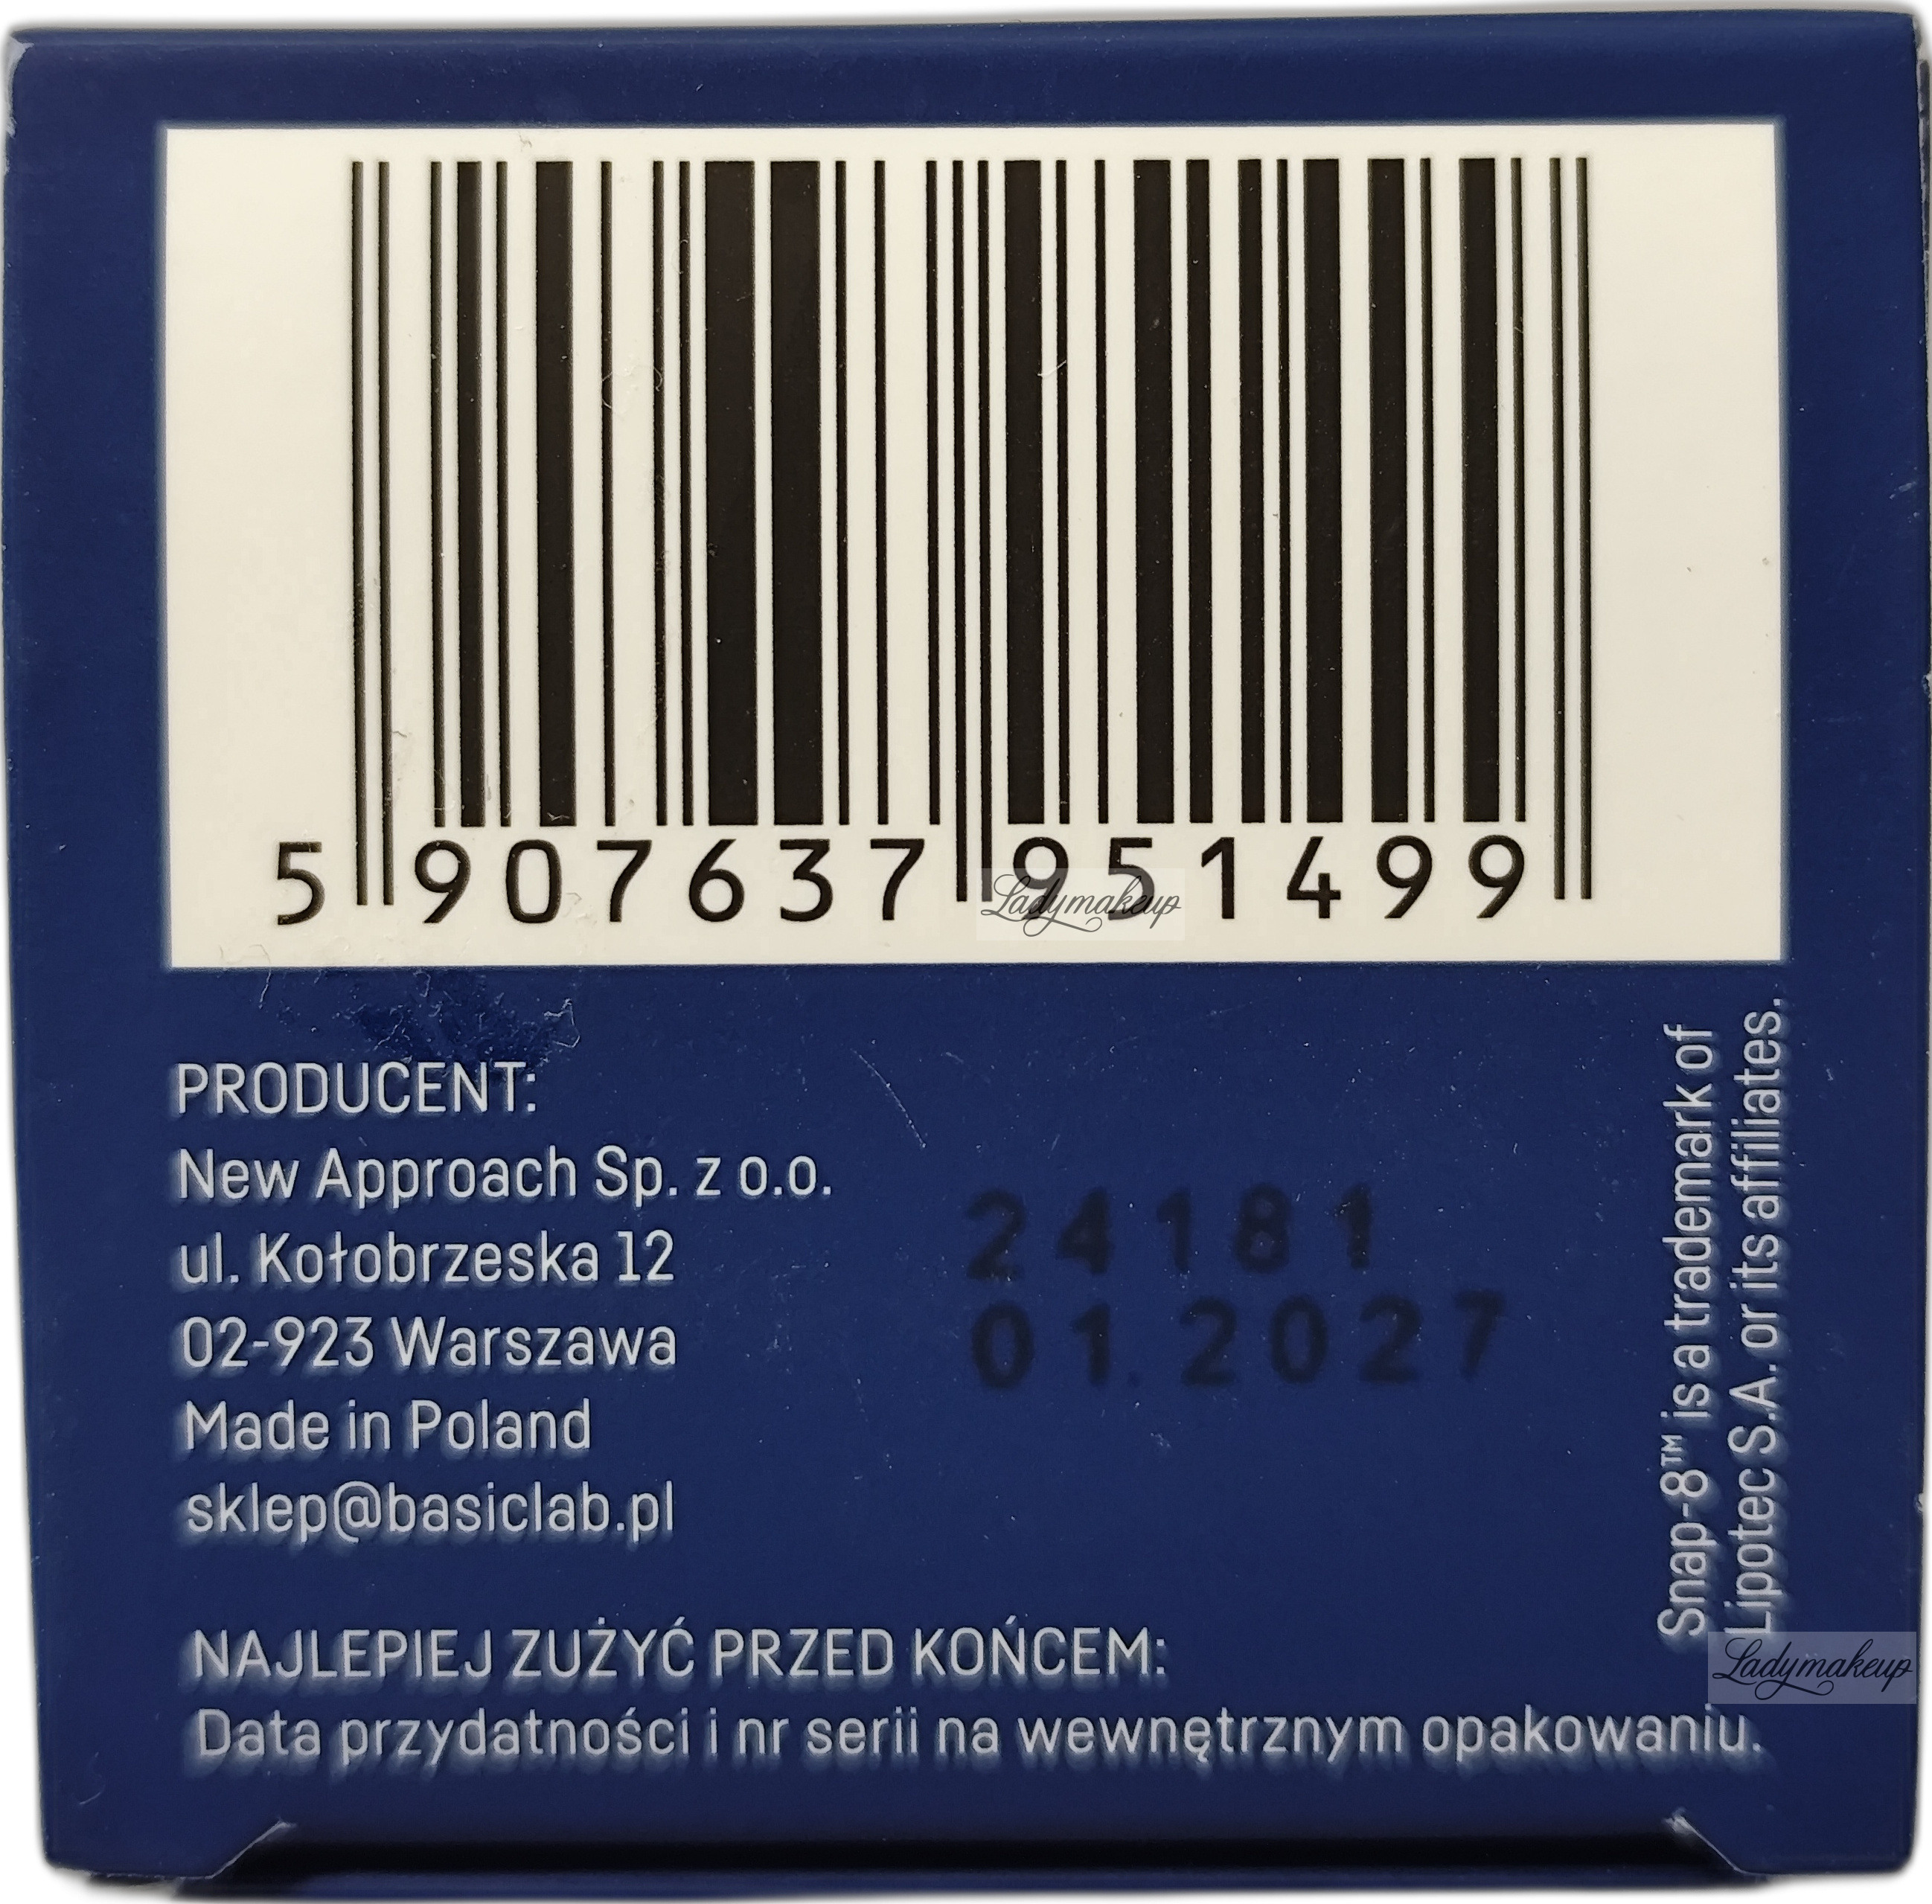 5 907637 951499
Ladymakeup
PRODUCENT:
New Approach Sp. z o.o.
ul. Kołobrzeska 12
02-923 Warszawa
Made in Poland
sklep@basiclab.pl
24181
01.2027
Snap-8™ is a trademark of
Lipotec S.A. or its affiliates.
NAJLEPIEJ ZUŻYĆ PRZED KOŃCEM:
Data przydatności i nr serii na wewnętrznym opakowaniu.
Ladymakeup